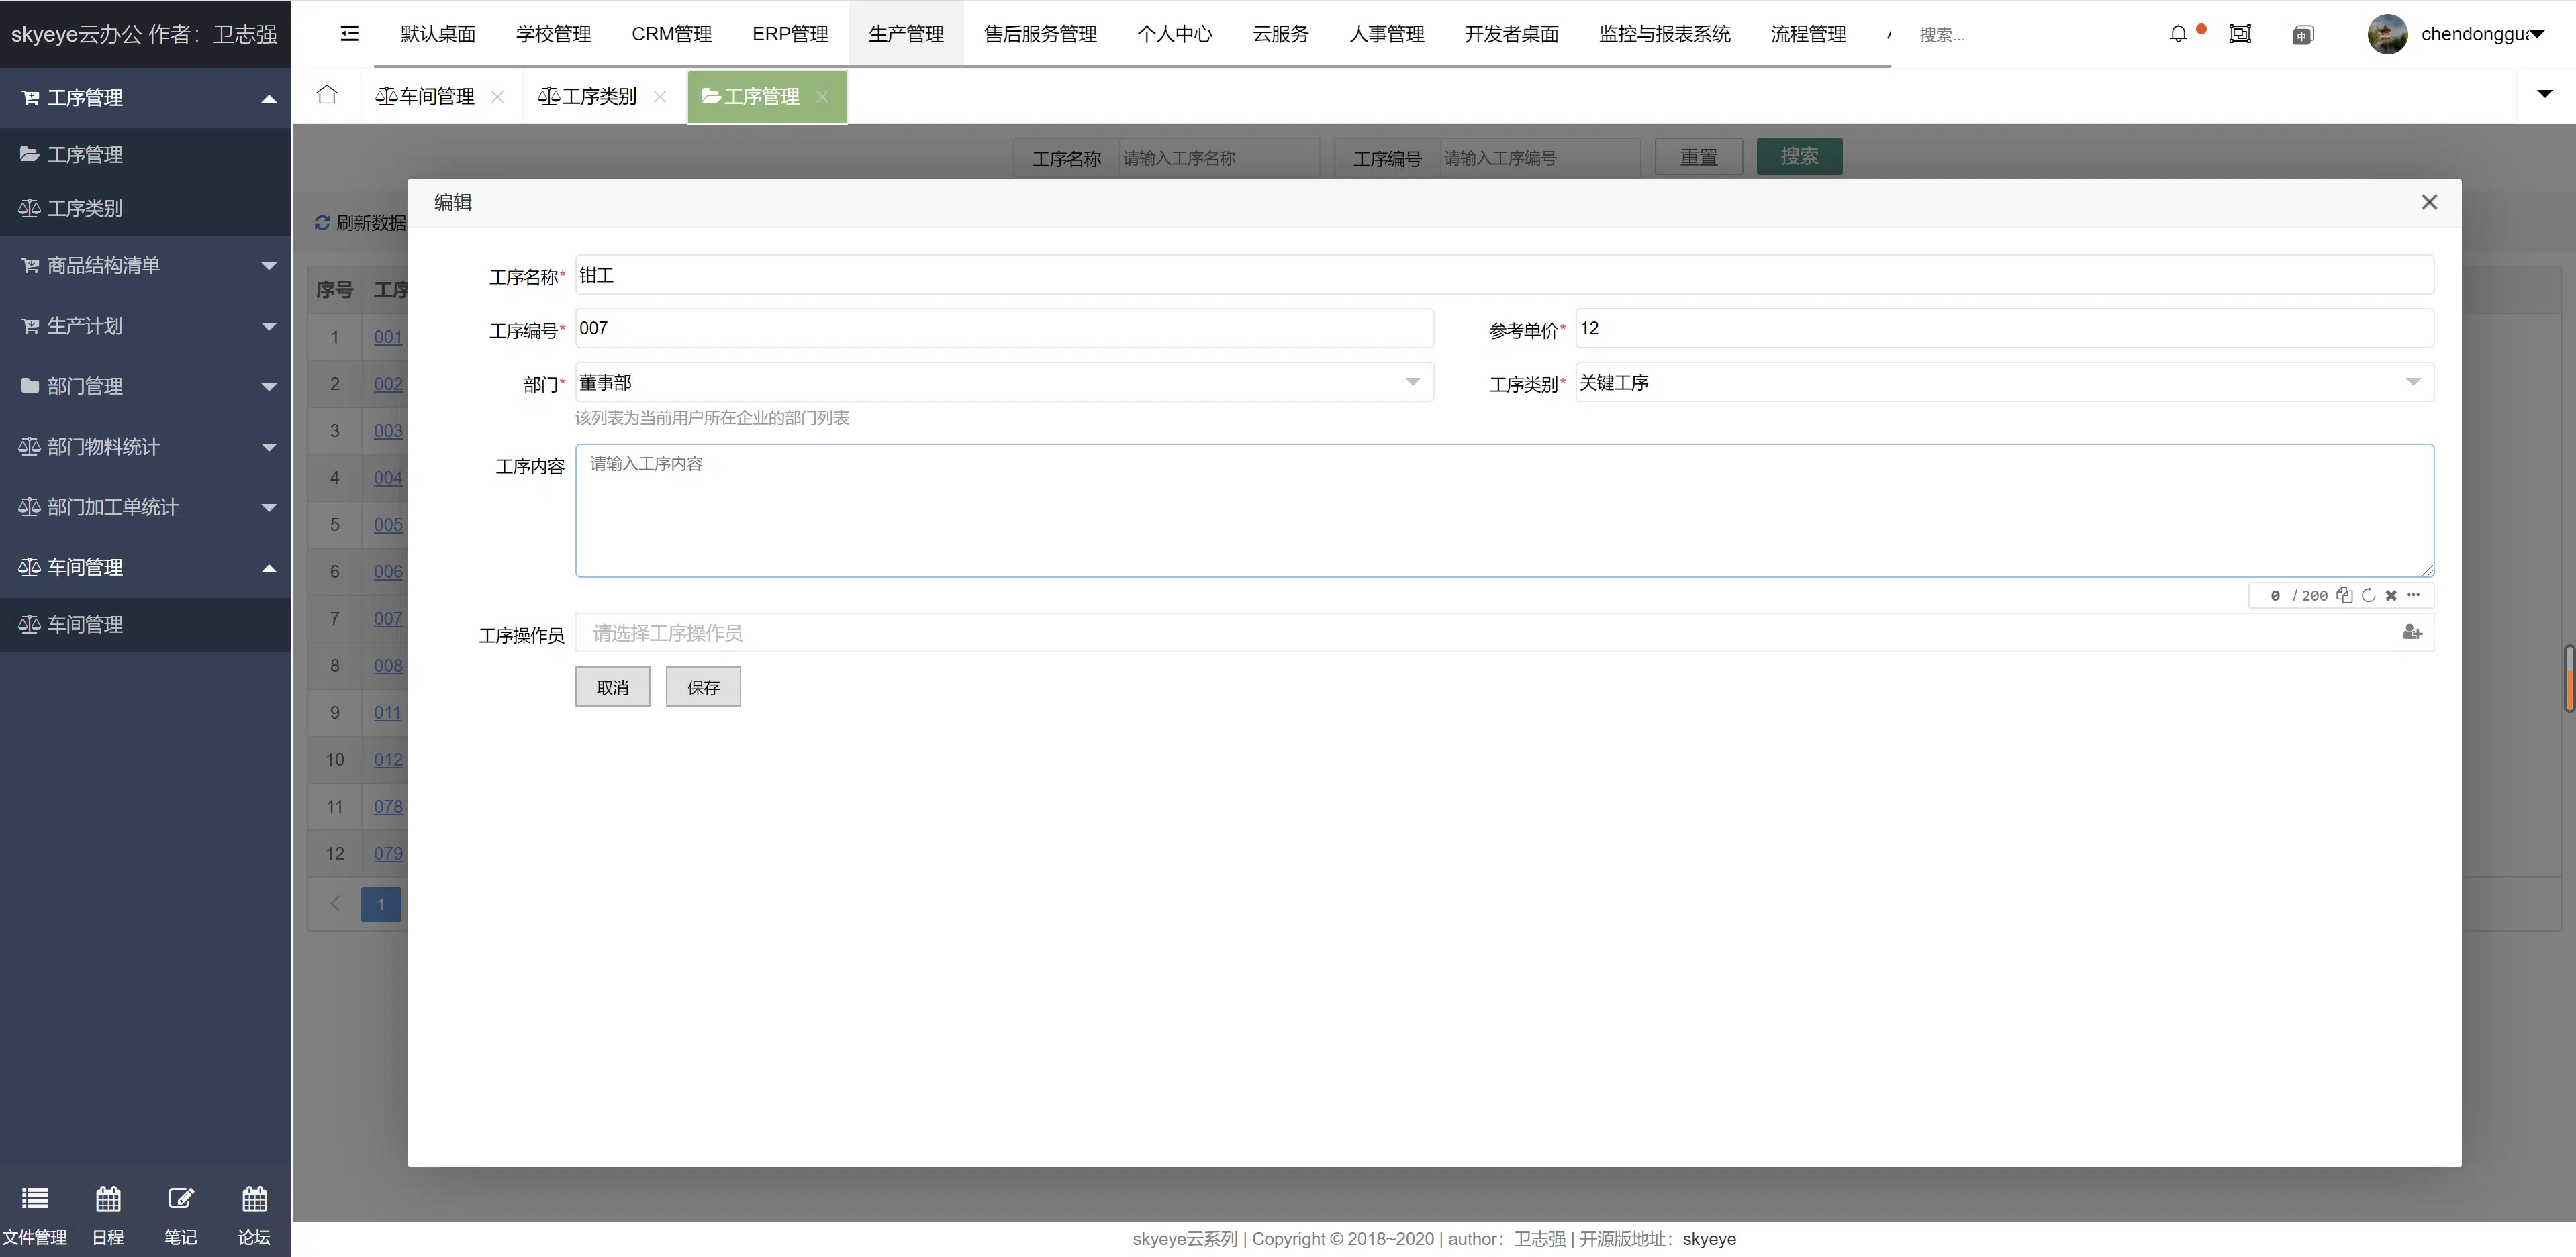 skyeye云办公 作者：卫志强
默认桌面 学校管理 CRM管理 ERP管理 生产管理 售后服务管理 个人中心 云服务 人事管理 开发者桌面 监控与报表系统 流程管理
搜索...
chendonggua
车间管理 工序类别 工序管理
工序管理
工序管理
工序类别
商品结构清单
生产计划
部门管理
部门物料统计
部门加工单统计
车间管理
车间管理
文件管理 日程 笔记 论坛
工序名称 请输入工序名称 工序编号 请输入工序编号 重置 搜索
刷新数据
序号 工序
1 001
2 002
3 003
4 004
5 005
6 006
7 007
8 008
9 011
10 012
11 078
12 079
1
编辑
工序名称* 钳工
工序编号* 007 参考单价* 12
部门* 董事部 工序类别* 关键工序
该列表为当前用户所在企业的部门列表
工序内容 请输入工序内容
0 / 200
工序操作员 请选择工序操作员
取消 保存
skyeye云系列 | Copyright © 2018~2020 | author：卫志强 | 开源版地址：skyeye